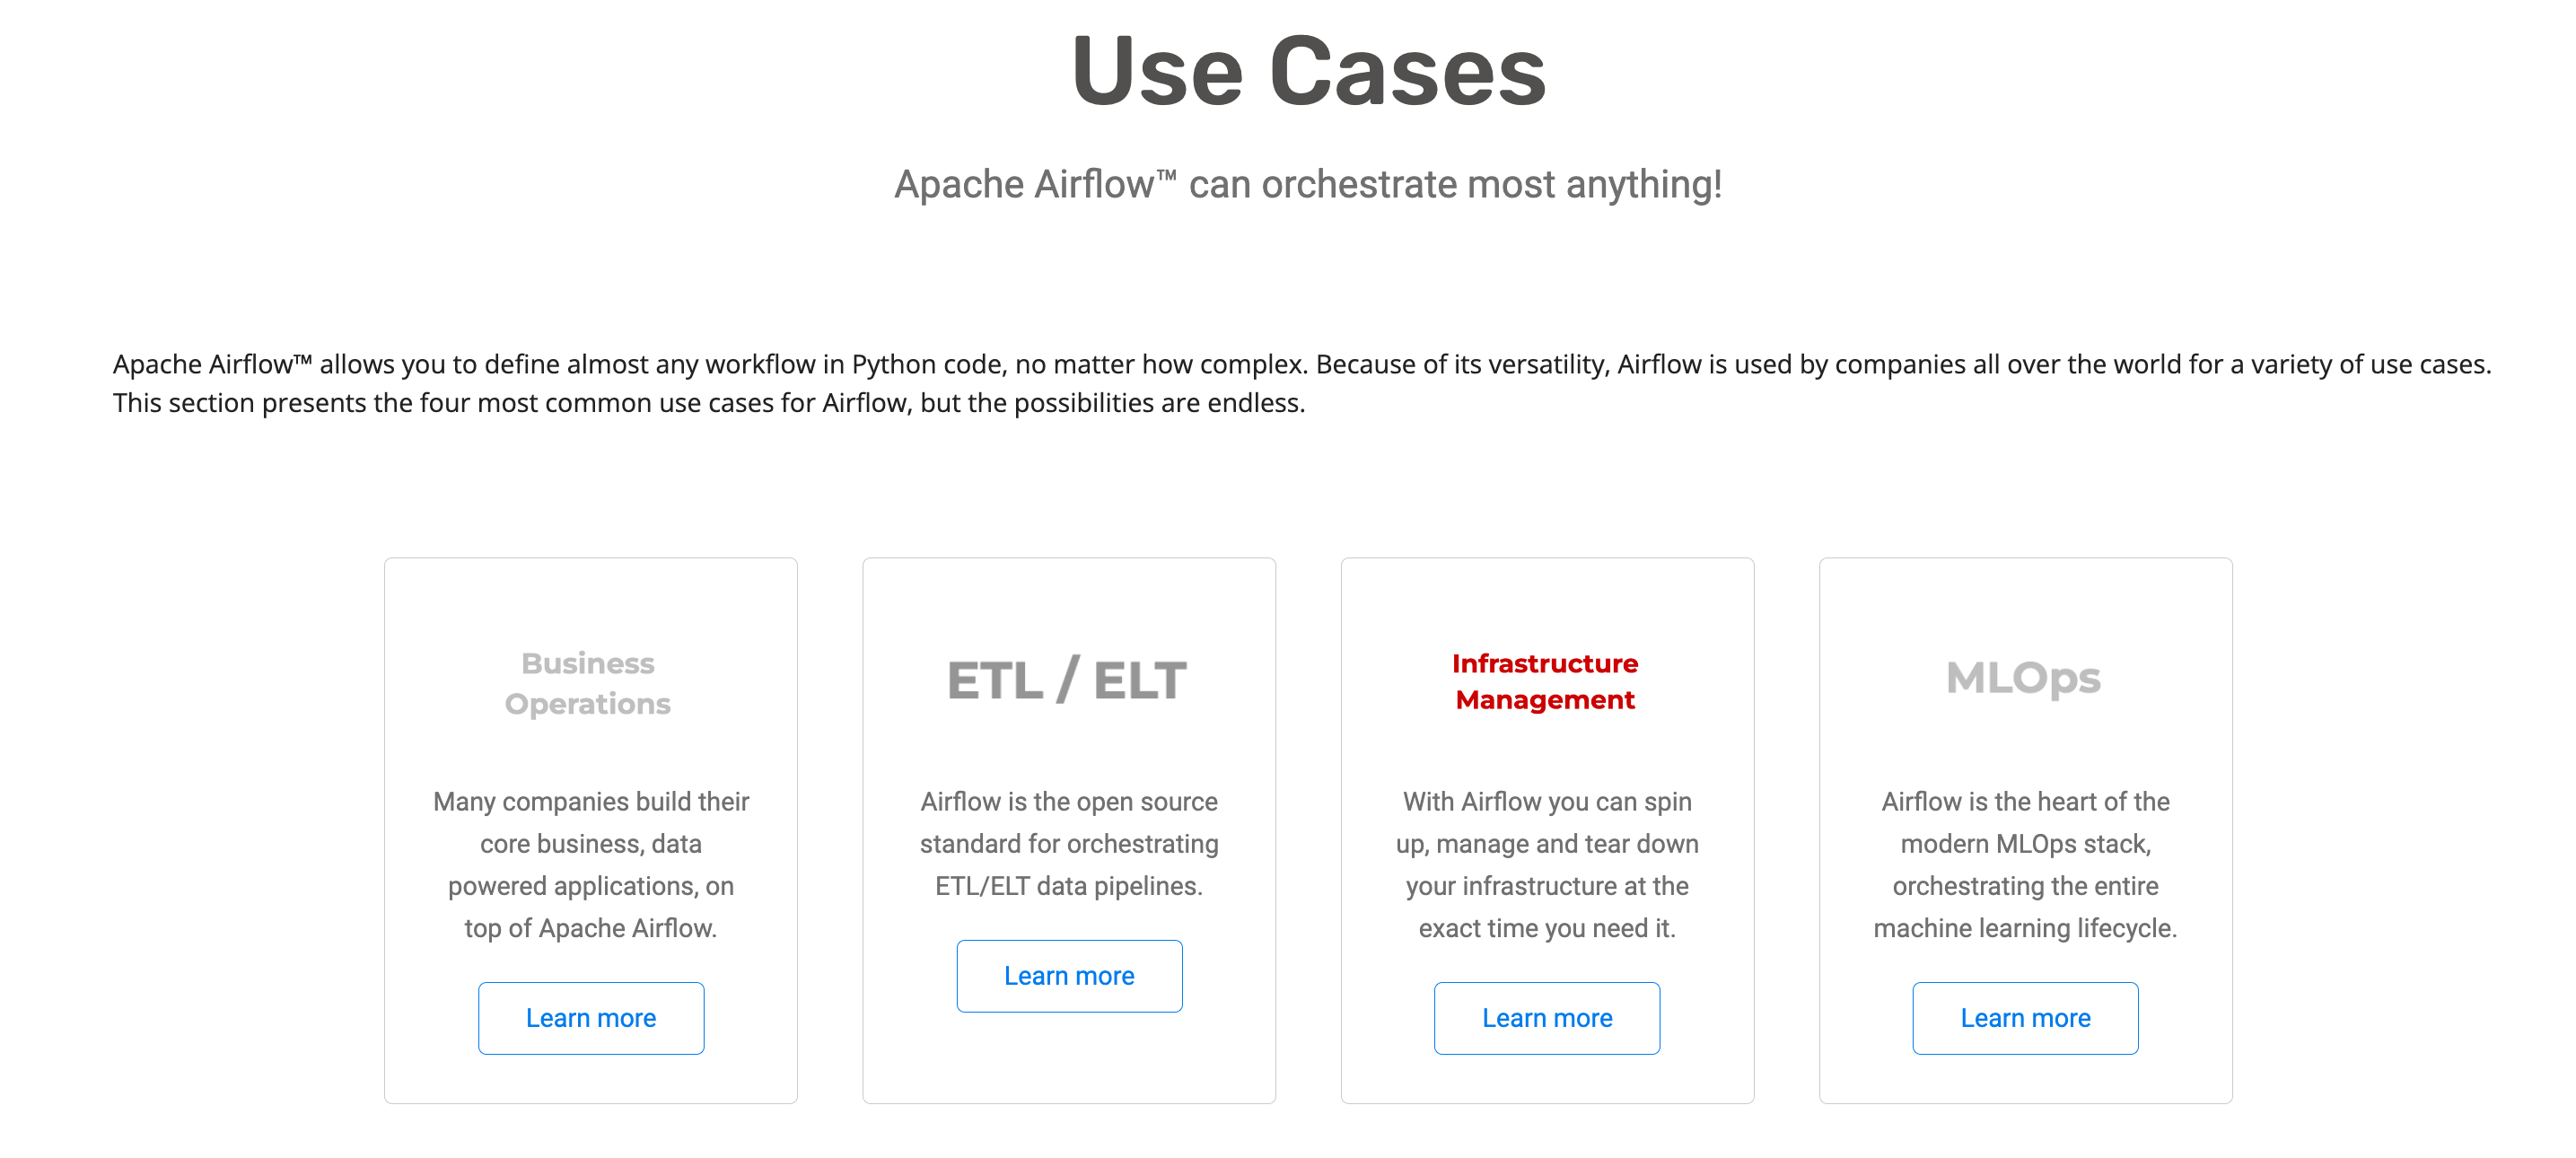 Use Cases
Apache Airflow™ can orchestrate most anything!
Apache Airflow™ allows you to define almost any workflow in Python code, no matter how complex. Because of its versatility, Airflow is used by companies all over the world for a variety of use cases.
This section presents the four most common use cases for Airflow, but the possibilities are endless.
Business
Operations
Many companies build their
core business, data
powered applications, on
top of Apache Airflow.
Learn more
ETL / ELT
Airflow is the open source
standard for orchestrating
ETL/ELT data pipelines.
Learn more
Infrastructure
Management
With Airflow you can spin
up, manage and tear down
your infrastructure at the
exact time you need it.
Learn more
MLOps
Airflow is the heart of the
modern MLOps stack,
orchestrating the entire
machine learning lifecycle.
Learn more